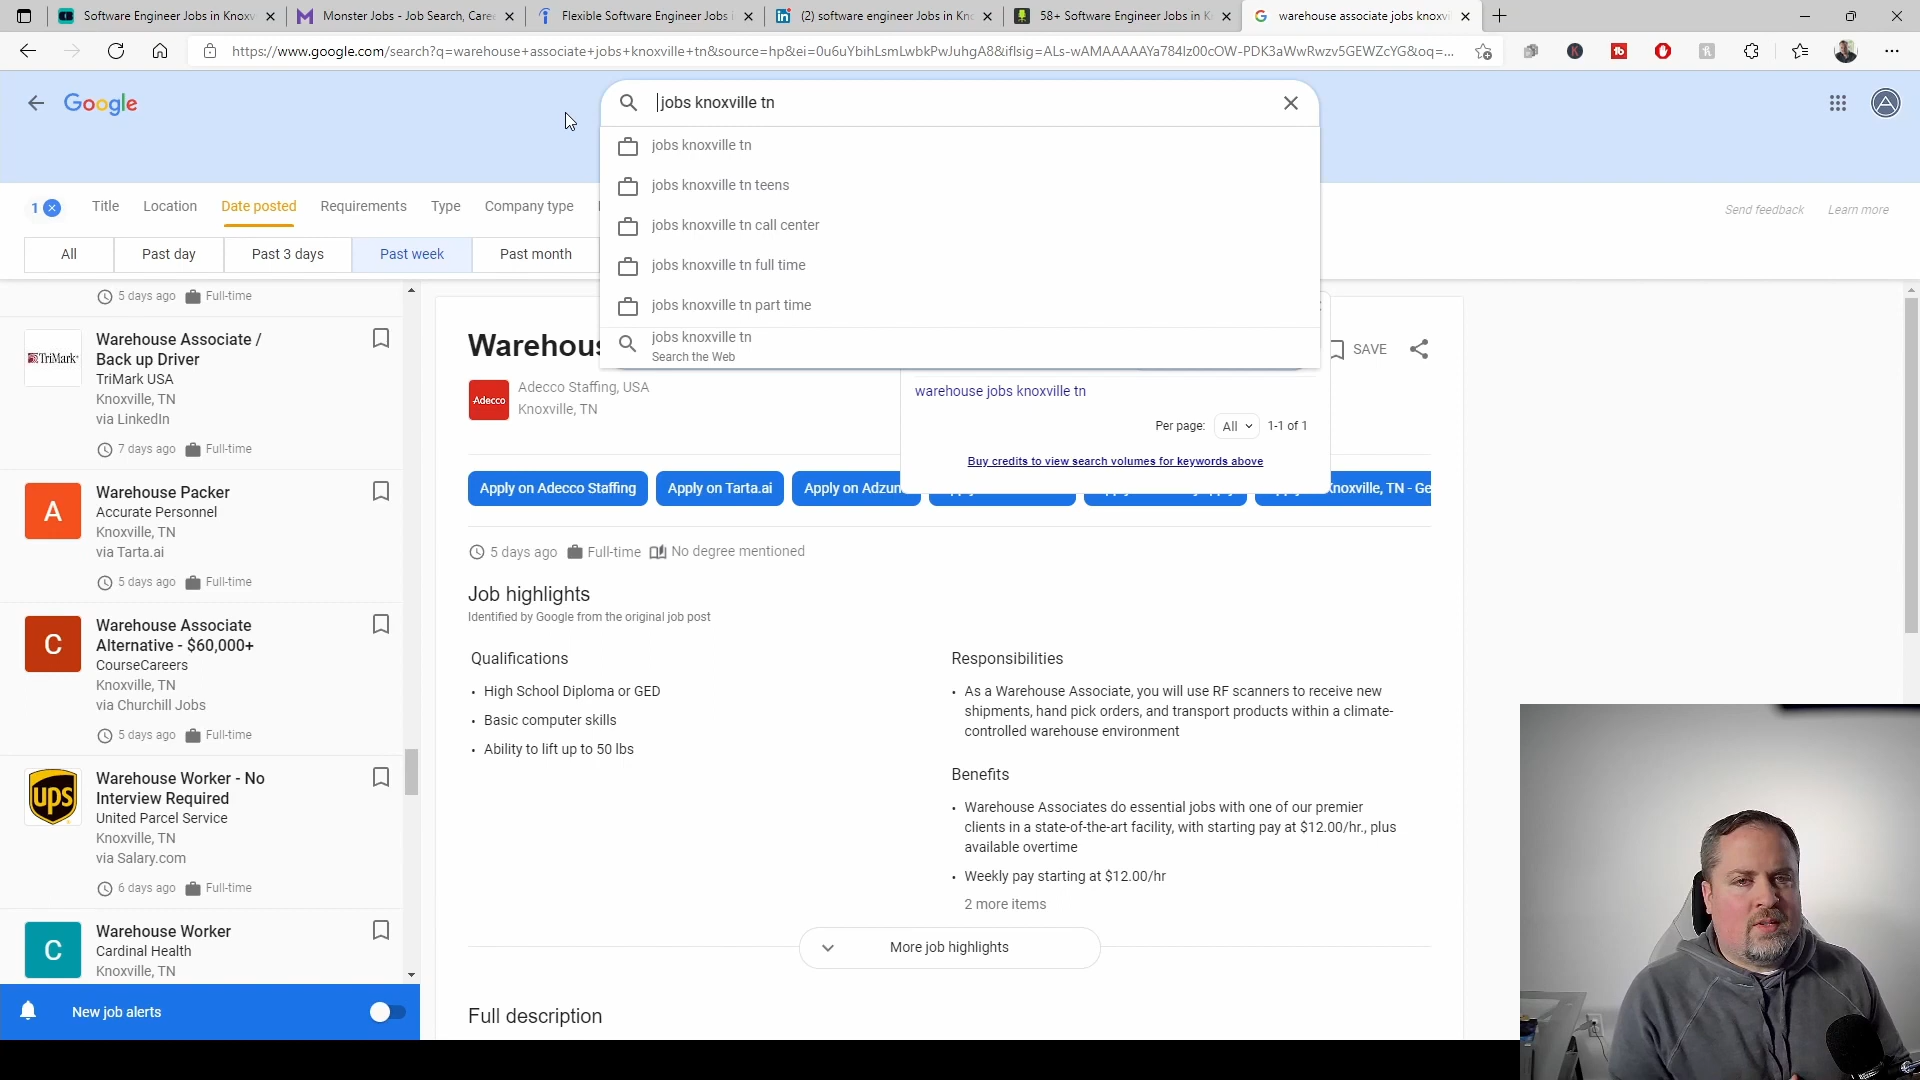 Software Engineer Jobs in Knoxv
Monster Jobs - Job Search, Caree
Flexible Software Engineer Jobs i
(2) software engineer Jobs in Kno
58+ Software Engineer Jobs in K
warehouse associate jobs knoxvi
https://www.google.com/search?q=warehouse+associate+jobs+knoxville+tn&source=hp&ei=0u6uYbihLsmLwbkPwJuhgA8&iflsig=ALs-wAMAAAAAYa784Iz00cOW-PDK3aWwRwzv5GEWZcYG&oq=...
Google
jobs knoxville tn
jobs knoxville tn
jobs knoxville tn teens
jobs knoxville tn call center
jobs knoxville tn full time
jobs knoxville tn part time
jobs knoxville tn
Search the Web
1
Title
Location
Date posted
Requirements
Type
Company type
Send feedback
Learn more
All
Past day
Past 3 days
Past week
Past month
5 days ago Full-time
TriMark
Warehouse Associate /
Back up Driver
TriMark USA
Knoxville, TN
via LinkedIn
7 days ago Full-time
A
Warehouse Packer
Accurate Personnel
Knoxville, TN
via Tarta.ai
5 days ago Full-time
C
Warehouse Associate
Alternative - $60,000+
CourseCareers
Knoxville, TN
via Churchill Jobs
5 days ago Full-time
ups
Warehouse Worker - No
Interview Required
United Parcel Service
Knoxville, TN
via Salary.com
6 days ago Full-time
C
Warehouse Worker
Cardinal Health
Knoxville, TN
New job alerts
Warehous
SAVE
Adecco
Adecco Staffing, USA
Knoxville, TN
warehouse jobs knoxville tn
Per page: All 1-1 of 1
Buy credits to view search volumes for keywords above
Apply on Adecco Staffing
Apply on Tarta.ai
Apply on Adzun
Knoxville, TN - Ge
5 days ago Full-time No degree mentioned
Job highlights
Identified by Google from the original job post
Qualifications
• High School Diploma or GED
• Basic computer skills
• Ability to lift up to 50 lbs
Responsibilities
• As a Warehouse Associate, you will use RF scanners to receive new
shipments, hand pick orders, and transport products within a climate-
controlled warehouse environment
Benefits
• Warehouse Associates do essential jobs with one of our premier
clients in a state-of-the-art facility, with starting pay at $12.00/hr., plus
available overtime
• Weekly pay starting at $12.00/hr
2 more items
More job highlights
Full description